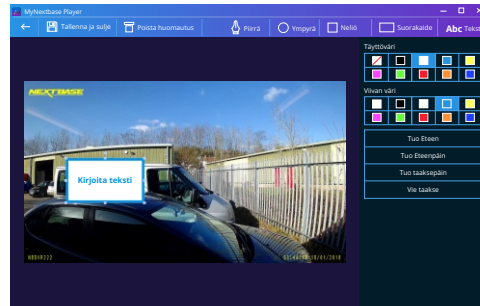 MyNextbase Player
Tallenna ja sulje
Poista huomautus
Piirrä
Ympyrä
Neliö
Suorakaide
Abc Tekst
Täyttöväri
NEXTBASE
Viivan väri
Tuo Eteen
Tuo Eteenpäin
Tuo taaksepäin
Vie taakse
Kirjoita teksti